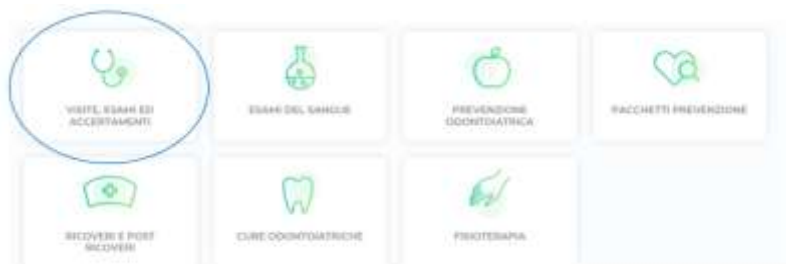 VISITE, ESAMI ED
ACCERTAMENTI
ESAMI DEL SANGUE
PREVENZIONE
ODONTOIATRICA
PACCHETTI PREVENZIONE
RICOVERI E POST
RICOVERI
CURE ODONTOIATRICHE
FISIOTERAPIA